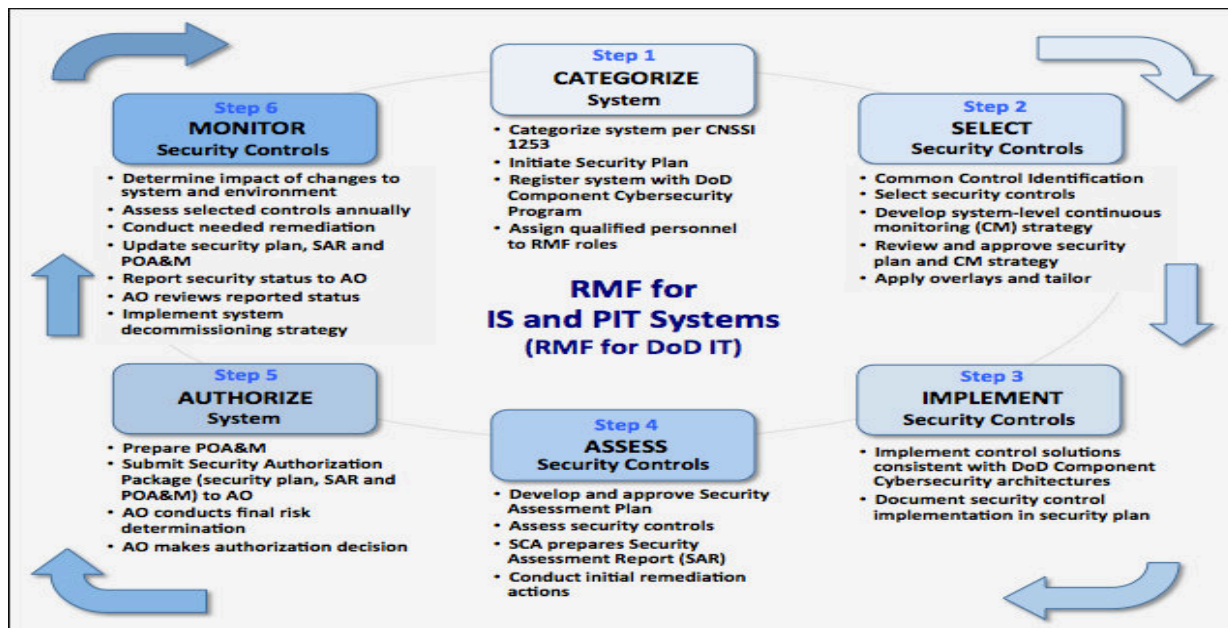 Step 1
CATEGORIZE
System
• Categorize system per CNSSI
1253
• Initiate Security Plan
• Register system with DoD
Component Cybersecurity
Program
• Assign qualified personnel
to RMF roles
Step 2
SELECT
Security Controls
• Common Control Identification
• Select security controls
• Develop system-level continuous
monitoring (CM) strategy
• Review and approve security
plan and CM strategy
• Apply overlays and tailor
Step 3
IMPLEMENT
Security Controls
• Implement control solutions
consistent with DoD Component
Cybersecurity architectures
• Document security control
implementation in security plan
Step 4
ASSESS
Security Controls
• Develop and approve Security
Assessment Plan
• Assess security controls
• SCA prepares Security
Assessment Report (SAR)
• Conduct initial remediation
actions
Step 5
AUTHORIZE
System
• Prepare POA&M
• Submit Security Authorization
Package (security plan, SAR and
POA&M) to AO
• AO conducts final risk
determination
• AO makes authorization decision
Step 6
MONITOR
Security Controls
• Determine impact of changes to
system and environment
• Assess selected controls annually
• Conduct needed remediation
• Update security plan, SAR and
POA&M
• Report security status to AO
• AO reviews reported status
• Implement system
decommissioning strategy
RMF for
IS and PIT Systems
(RMF for DoD IT)